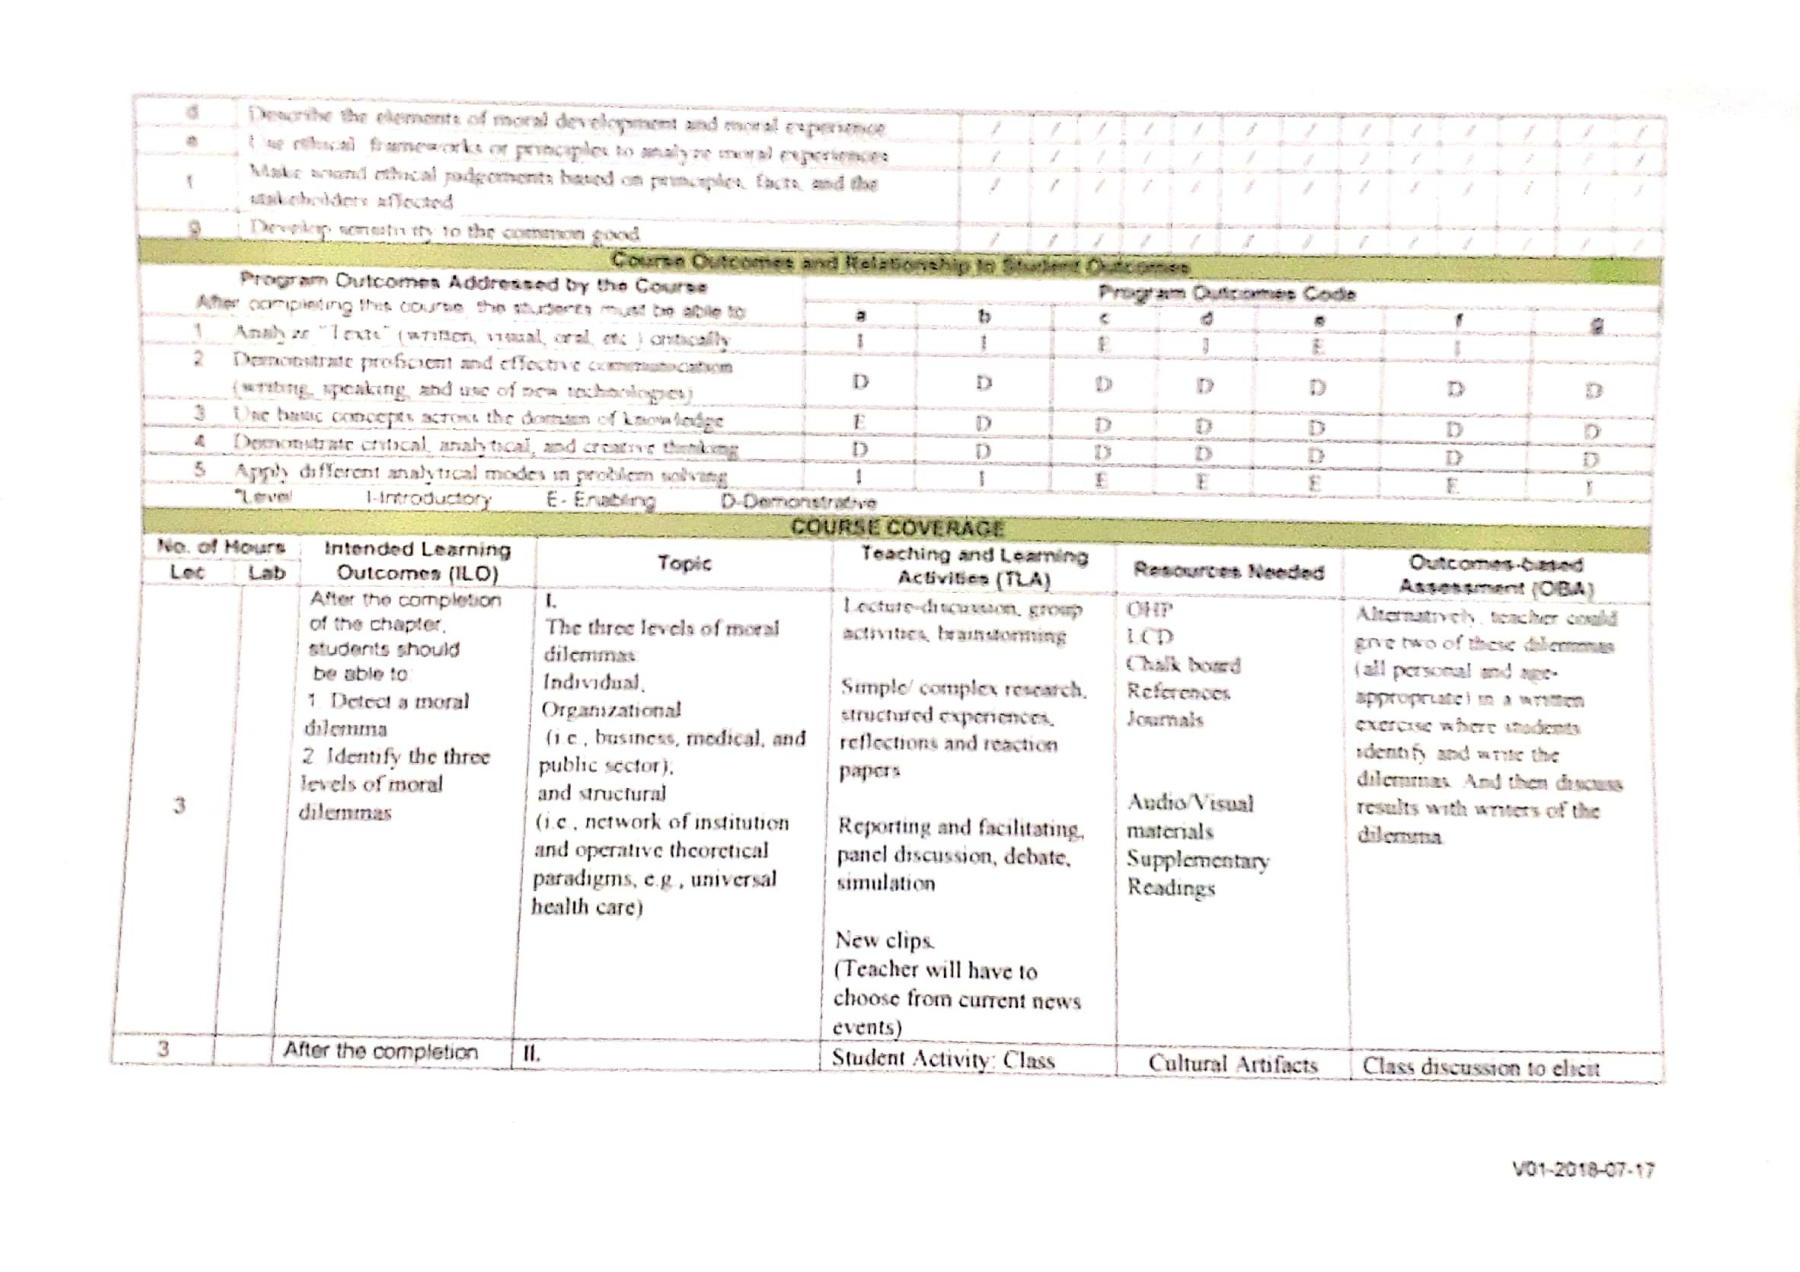 d Describe the elements of moral development and moral experience / / / / / / / / / / / / / /
e Use ethical frameworks or principles to analyze moral experiences / / / / / / / / / / / / / /
f Make sound ethical judgements based on principles, facts, and the / / / / / / / / / / / / / /
stakeholders affected
g Develop sensitivity to the common good / / / / / / / / / / / / / /
Course Outcomes and Relationship to Student Outcomes
Program Outcomes Addressed by the Course
After completing this course, the students must be able to
Program Outcomes Code
a b c d e f g
1 Analyze "Texts" (written, visual, oral, etc.) critically I I E I E I
2 Demonstrate proficient and effective communication
(writing, speaking, and use of new technologies) D D D D D D D
3 Use basic concepts across the domain of knowledge E D D D D D D
4 Demonstrate critical, analytical, and creative thinking D D D D D D D
5 Apply different analytical modes in problem solving I I E E E E I
*Level I-Introductory E- Enabling D-Demonstrative
COURSE COVERAGE
No. of Hours
Lec Lab
Intended Learning
Outcomes (ILO)
Topic
Teaching and Learning
Activities (TLA)
Resources Needed
Outcomes-based
Assessment (OBA)
3
After the completion
of the chapter,
students should
be able to
1 Detect a moral
dilemma
2 Identify the three
levels of moral
dilemmas
I.
The three levels of moral
dilemmas
Individual,
Organizational
(i.e., business, medical, and
public sector),
and structural
(i.e., network of institution
and operative theoretical
paradigms, e.g., universal
health care)
Lecture-discussion, group
activities, brainstorming
Simple/ complex research,
structured experiences,
reflections and reaction
papers
Reporting and facilitating,
panel discussion, debate,
simulation
New clips.
(Teacher will have to
choose from current news
events)
OHP
LCD
Chalk board
References
Journals
Audio/Visual
materials
Supplementary
Readings
Alternatively, teacher could
give two of these dilemmas
(all personal and age-
appropriate) in a written
exercise where students
identify and write the
dilemmas. And then discuss
results with writers of the
dilemma
3
After the completion
II.
Student Activity: Class
Cultural Artifacts
Class discussion to elicit
V01-2018-07-17